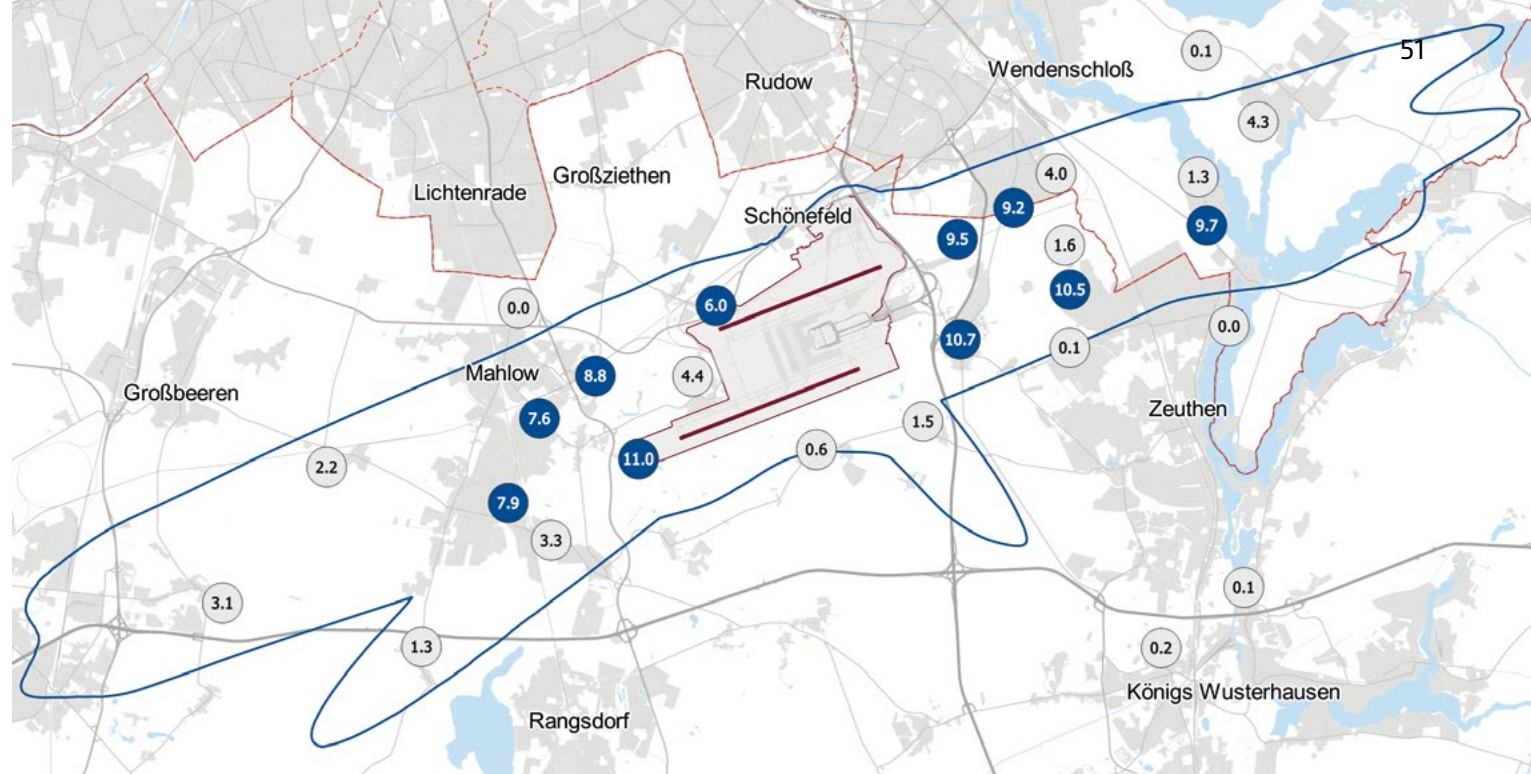 51
0.1
Wendenschloß
Rudow
4.3
4.0
1.3
Großziethen
Lichtenrade
9.2
Schönefeld
9.7
9.5
1.6
10.5
6.0
0.0
0.0
10.7
0.1
Mahlow
8.8
4.4
Großbeeren
Zeuthen
7.6
1.5
0.6
11.0
2.2
7.9
3.3
0.1
3.1
1.3
0.2
Königs Wusterhausen
Rangsdorf